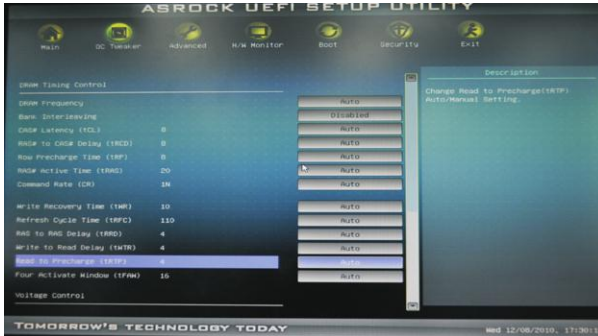 ASROCK UEFI SETUP UTILITY
Main OC Tweaker Advanced H/W Monitor Boot Security Exit
Description
DRAM Timing Control
Change Read to Precharge(tRTP)
Auto/Manual Setting.
DRAM Frequency Auto
Bank Interleaving Disabled
CAS# Latency (tCL) 8 Auto
RAS# to CAS# Delay (tRCD) 8 Auto
Row Precharge Time (tRP) 8 Auto
RAS# Active Time (tRAS) 20 Auto
Command Rate (CR) 1N Auto
Write Recovery Time (tWR) 10 Auto
Refresh Cycle Time (tRFC) 110 Auto
RAS to RAS Delay (tRRD) 4 Auto
Write to Read Delay (tWTR) 4 Auto
Read to Precharge (tRTP) 4 Auto
Four Activate Window (tFAW) 16 Auto
Voltage Control
TOMORROW'S TECHNOLOGY TODAY
Wed 12/08/2010,